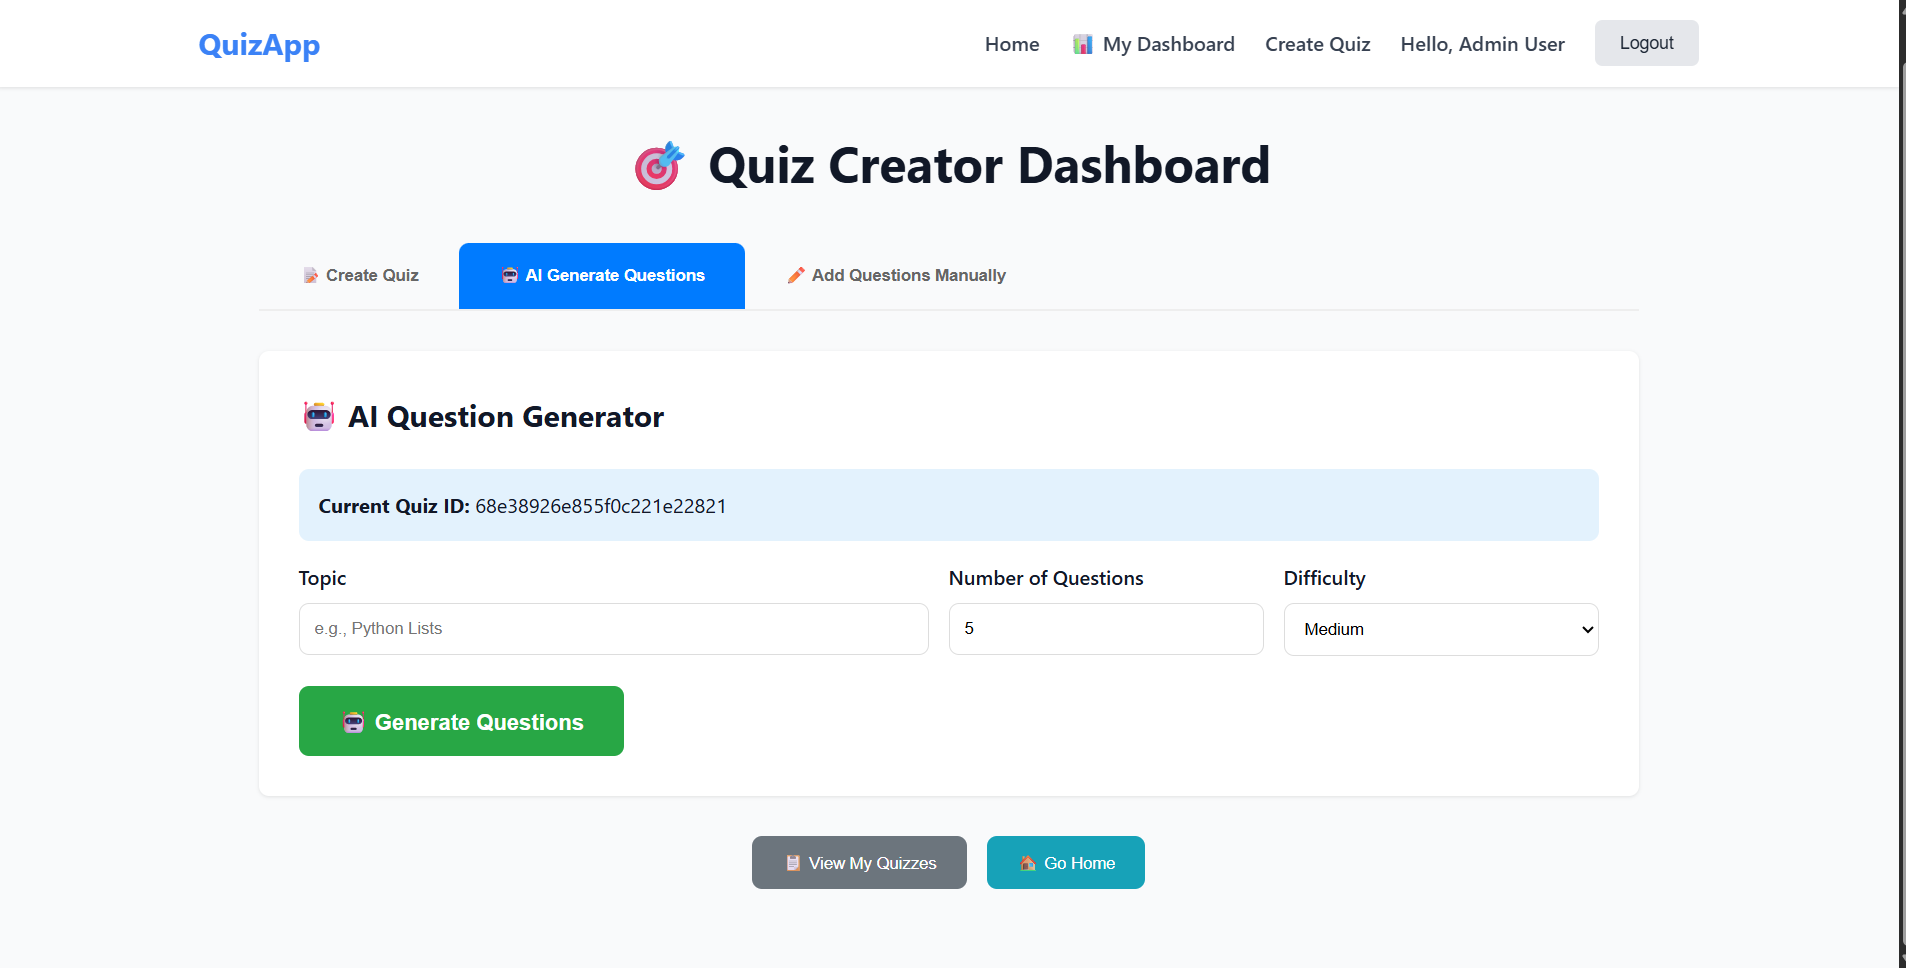 QuizApp
Home My Dashboard Create Quiz Hello, Admin User Logout
Quiz Creator Dashboard
Create Quiz AI Generate Questions Add Questions Manually
AI Question Generator
Current Quiz ID: 68e38926e855f0c221e22821
Topic Number of Questions Difficulty
e.g., Python Lists 5 Medium
Generate Questions
View My Quizzes Go Home